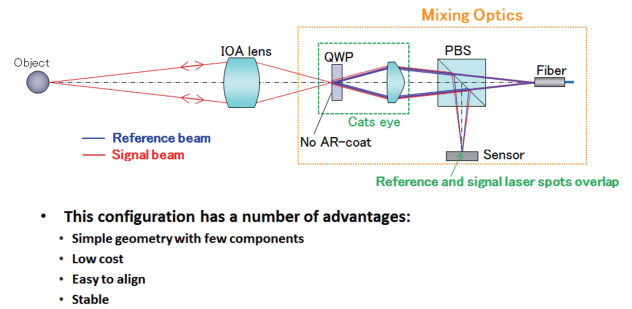 Mixing Optics
IOA lens
QWP
PBS
Object
Fiber
Cats eye
Reference beam
No AR-coat
Signal beam
Sensor
Reference and signal laser spots overlap
• This configuration has a number of advantages:
• Simple geometry with few components
• Low cost
• Easy to align
• Stable